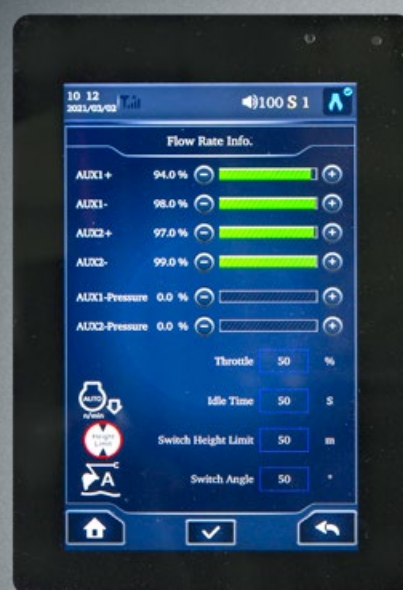 10 12
2021/03/02
100 S 1
Flow Rate Info.
AUX1+ 94.0 %
AUX1- 98.0 %
AUX2+ 97.0 %
AUX2- 99.0 %
AUX1-Pressure 0.0 %
AUX2-Pressure 0.0 %
Throttle 50 %
AUTO
n/min
Idle Time 50 S
Height
Limit
Switch Height Limit 50 m
A
Switch Angle 50 °